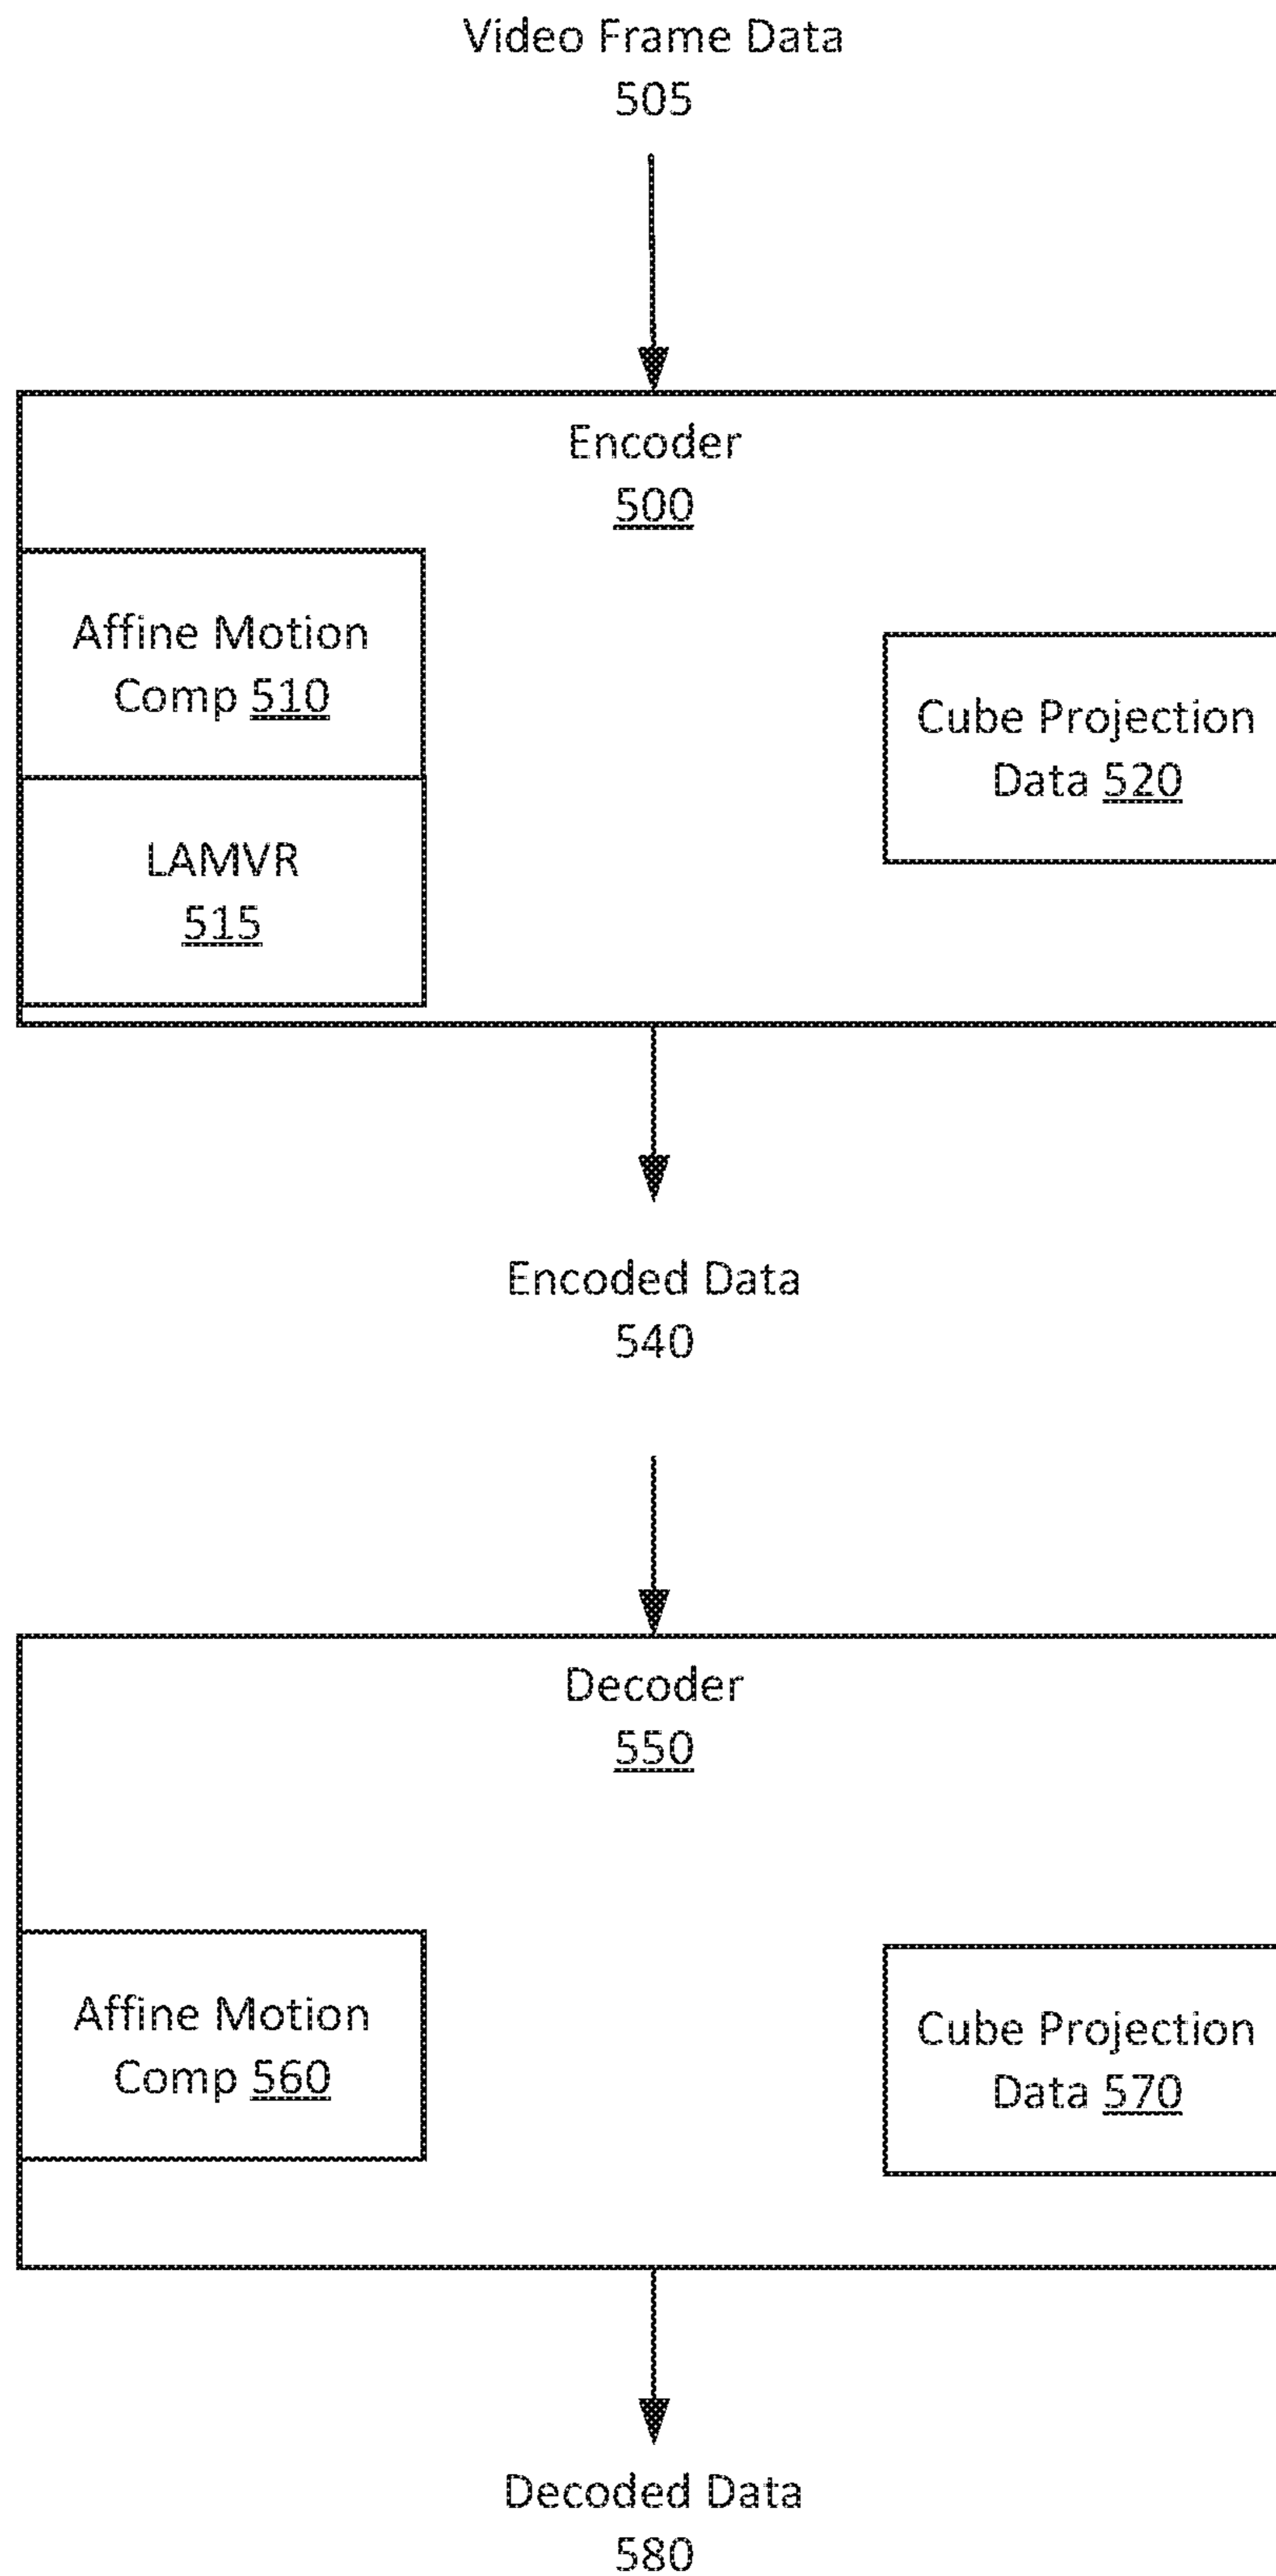 Video Frame Data
505
Encoder
500
Affine Motion
Comp 510
Cube Projection
Data 520
LAMVR
515
Encoded Data
540
Decoder
550
Affine Motion
Comp 560
Cube Projection
Data 570
Decoded Data
580